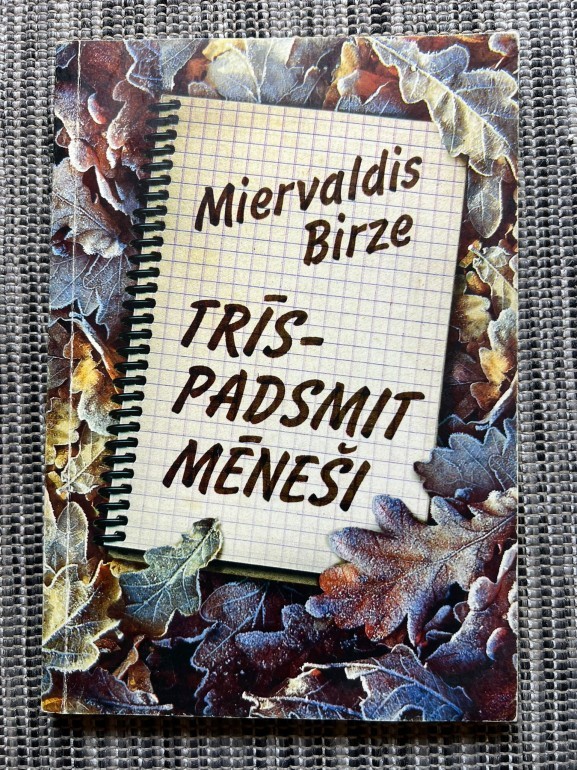 Miervaldis
Birze
TRĪS-
PADSMIT
MĒNEŠI